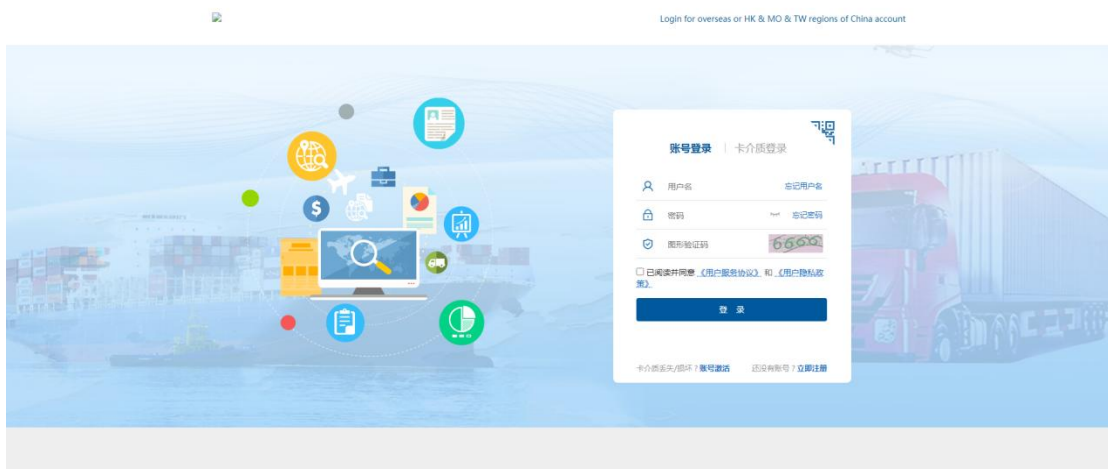 Login for overseas or HK & MO & TW regions of China account
账号登录
卡介质登录
用户名
忘记用户名
密码
忘记密码
图形验证码
已阅读并同意《用户服务协议》和《用户隐私政
策》
登 录
卡介质丢失/损坏？账号激活
还没有账号？立即注册